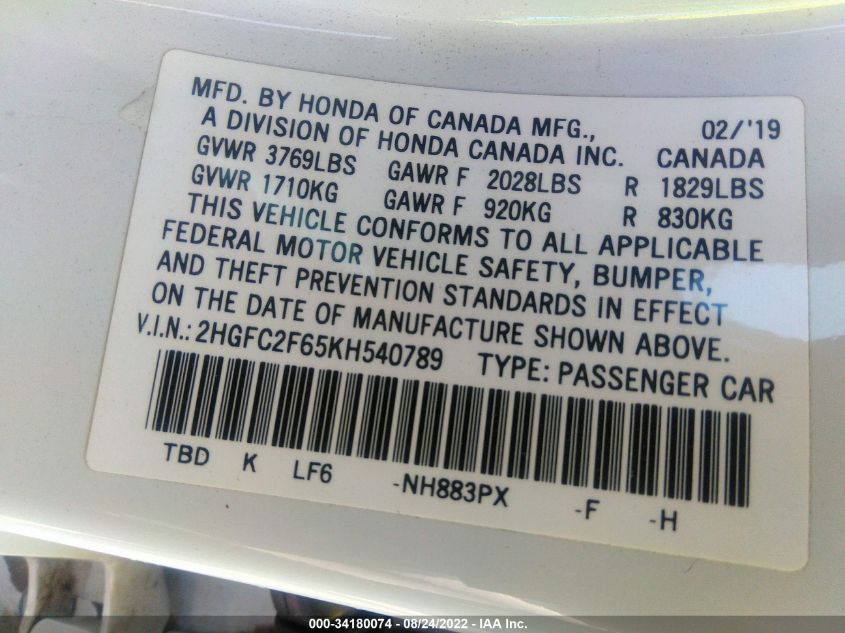 MFD. BY HONDA OF CANADA MFG., 02/'19
A DIVISION OF HONDA CANADA INC. CANADA
GVWR 3769LBS GAWR F 2028LBS R 1829LBS
GVWR 1710KG GAWR F 920KG R 830KG
THIS VEHICLE CONFORMS TO ALL APPLICABLE
FEDERAL MOTOR VEHICLE SAFETY, BUMPER,
AND THEFT PREVENTION STANDARDS IN EFFECT
ON THE DATE OF MANUFACTURE SHOWN ABOVE.
V.I.N.: 2HGFC2F65KH540789 TYPE: PASSENGER CAR
TBD K LF6 -NH883PX -F -H
000-34180074 - 08/24/2022 - IAA Inc.